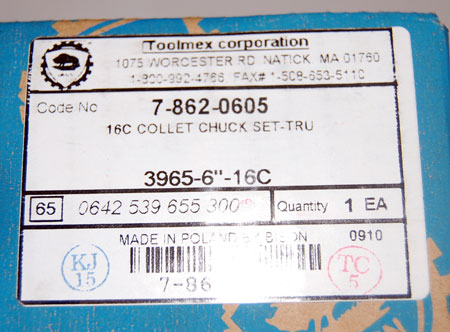 Toolmex corporation
1075 WORCESTER RD. NATICK, MA 01760
1-800-992-4766 FAX# 1-508-653-5110
Code No 7-862-0605
16C COLLET CHUCK SET-TRU
3965-6"-16C
65 0642 539 655 300 Quantity 1 EA
MADE IN POLAND BY BISON 0910
KJ 15
7-86
TC 5